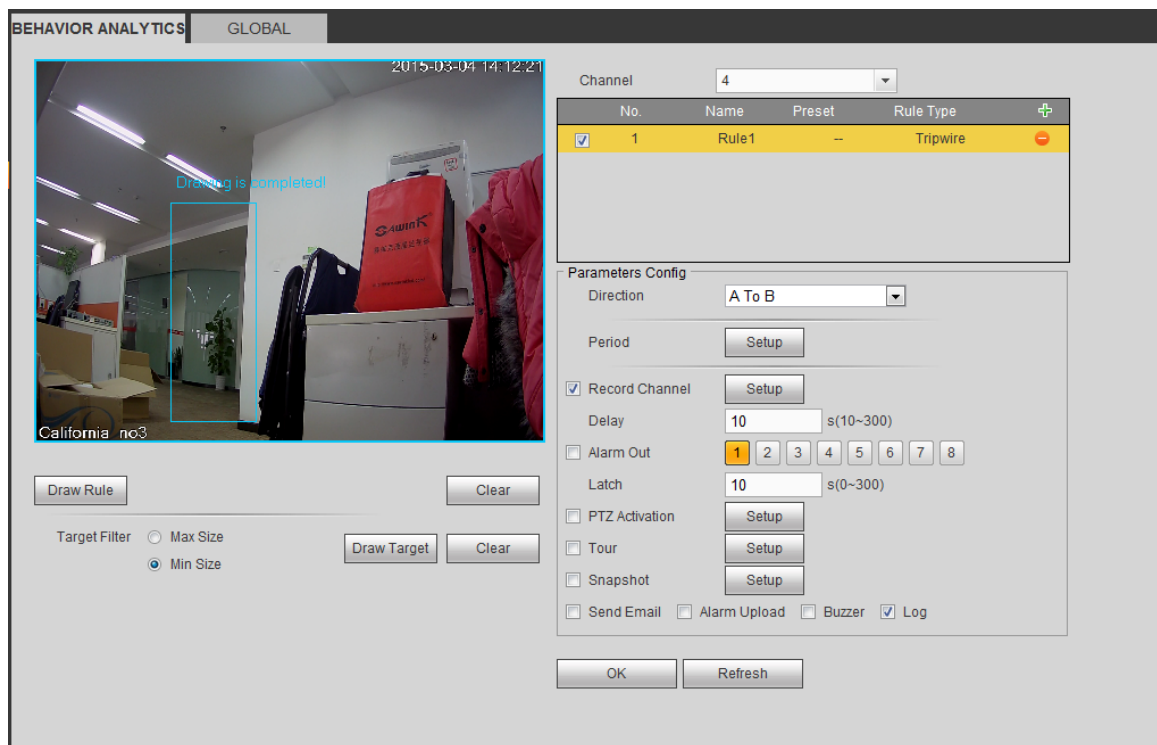 BEHAVIOR ANALYTICS GLOBAL
2015-03-04 14:12:21
Drawing is completed!
SAWINK
California no3
Draw Rule Clear
Target Filter Max Size
Min Size
Draw Target Clear
Channel 4
No. Name Preset Rule Type
1 Rule1 -- Tripwire
Parameters Config
Direction A To B
Period Setup
Record Channel Setup
Delay 10 s(10~300)
Alarm Out 1 2 3 4 5 6 7 8
Latch 10 s(0~300)
PTZ Activation Setup
Tour Setup
Snapshot Setup
Send Email Alarm Upload Buzzer Log
OK Refresh